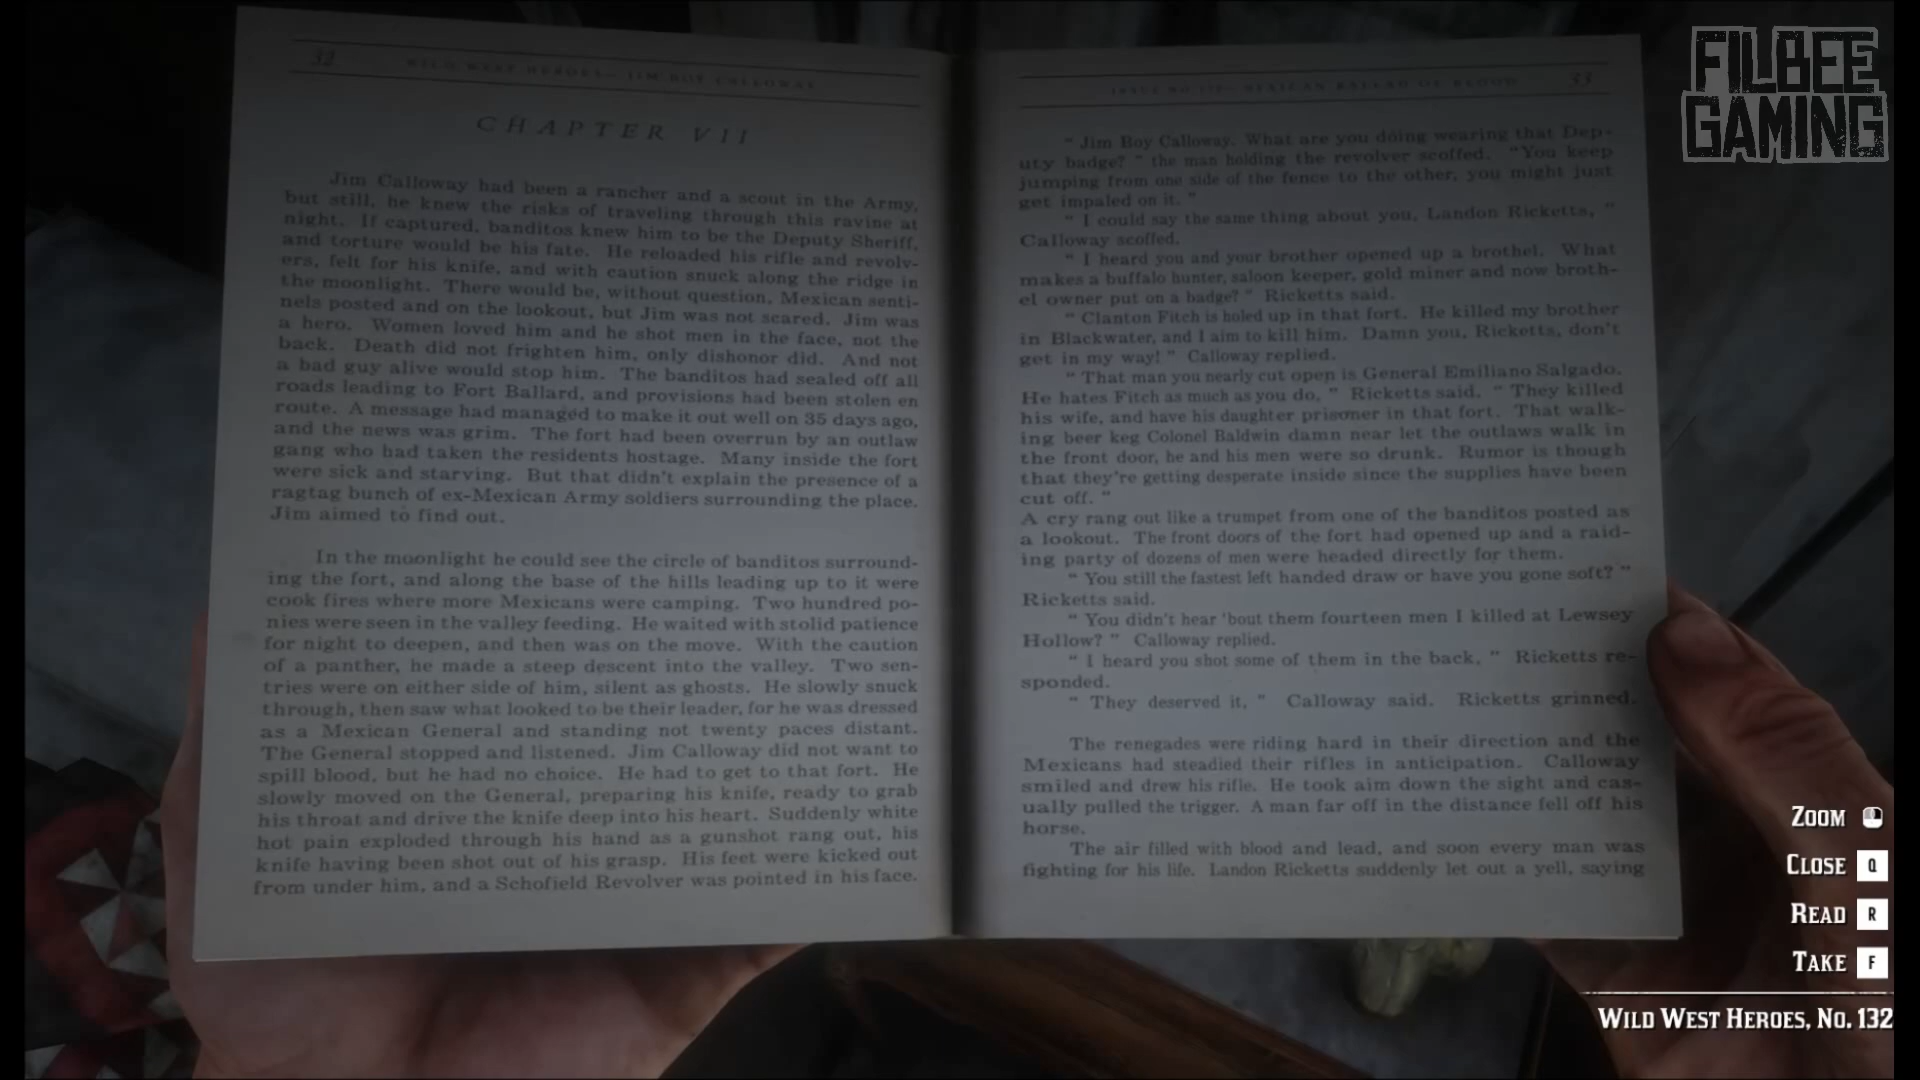 32 WILD WEST HEROES— JIM BOY CALLOWAY
CHAPTER VII
Jim Calloway had been a rancher and a scout in the Army,
but still, he knew the risks of traveling through this ravine at
night. If captured, banditos knew him to be the Deputy Sheriff,
and torture would be his fate. He reloaded his rifle and revolv-
ers, felt for his knife, and with caution snuck along the ridge in
the moonlight. There would be, without question, Mexican senti-
nels posted and on the lookout, but Jim was not scared. Jim was
a hero. Women loved him and he shot men in the face, not the
back. Death did not frighten him, only dishonor did. And not
a bad guy alive would stop him. The banditos had sealed off all
roads leading to Fort Ballard, and provisions had been stolen en
route. A message had managed to make it out well on 35 days ago,
and the news was grim. The fort had been overrun by an outlaw
gang who had taken the residents hostage. Many inside the fort
were sick and starving. But that didn't explain the presence of a
ragtag bunch of ex-Mexican Army soldiers surrounding the place.
Jim aimed to find out.
In the moonlight he could see the circle of banditos surround-
ing the fort, and along the base of the hills leading up to it were
cook fires where more Mexicans were camping. Two hundred po-
nies were seen in the valley feeding. He waited with stolid patience
for night to deepen, and then was on the move. With the caution
of a panther, he made a steep descent into the valley. Two sen-
tries were on either side of him, silent as ghosts. He slowly snuck
through, then saw what looked to be their leader, for he was dressed
as a Mexican General and standing not twenty paces distant.
The General stopped and listened. Jim Calloway did not want to
spill blood, but he had no choice. He had to get to that fort. He
slowly moved on the General, preparing his knife, ready to grab
his throat and drive the knife deep into his heart. Suddenly white
hot pain exploded through his hand as a gunshot rang out, his
knife having been shot out of his grasp. His feet were kicked out
from under him, and a Schofield Revolver was pointed in his face.
ISSUE NO. MEXICAN BALLAD OF BLOOD 33
“ Jim Boy Calloway. What are you doing wearing that Dep-
uty badge? ” the man holding the revolver scoffed. “You keep
jumping from one side of the fence to the other, you might just
get impaled on it. ”
“ I could say the same thing about you, Landon Ricketts, ”
Calloway scoffed.
“ I heard you and your brother opened up a brothel. What
makes a buffalo hunter, saloon keeper, gold miner and now broth-
el owner put on a badge? ” Ricketts said.
“ Clanton Fitch is holed up in that fort. He killed my brother
in Blackwater, and I aim to kill him. Damn you, Ricketts, don't
get in my way! ” Calloway replied.
“ That man you nearly cut open is General Emiliano Salgado.
He hates Fitch as much as you do, ” Ricketts said. “ They killed
his wife, and have his daughter prisoner in that fort. That walk-
ing beer keg Colonel Baldwin damn near let the outlaws walk in
the front door, he and his men were so drunk. Rumor is though
that they're getting desperate inside since the supplies have been
cut off. ”
A cry rang out like a trumpet from one of the banditos posted as
a lookout. The front doors of the fort had opened up and a raid-
ing party of dozens of men were headed directly for them.
“ You still the fastest left handed draw or have you gone soft? ”
Ricketts said.
“ You didn't hear 'bout them fourteen men I killed at Lewsey
Hollow? ” Calloway replied.
“ I heard you shot some of them in the back, ” Ricketts re-
sponded.
“ They deserved it, ” Calloway said. Ricketts grinned.
The renegades were riding hard in their direction and the
Mexicans had steadied their rifles in anticipation. Calloway
smiled and drew his rifle. He took aim down the sight and cas-
ually pulled the trigger. A man far off in the distance fell off his
horse.
The air filled with blood and lead, and soon every man was
fighting for his life. Landon Ricketts suddenly let out a yell, saying
FILBEE
GAMING
ZOOM
CLOSE Q
READ R
TAKE F
WILD WEST HEROES, NO. 132